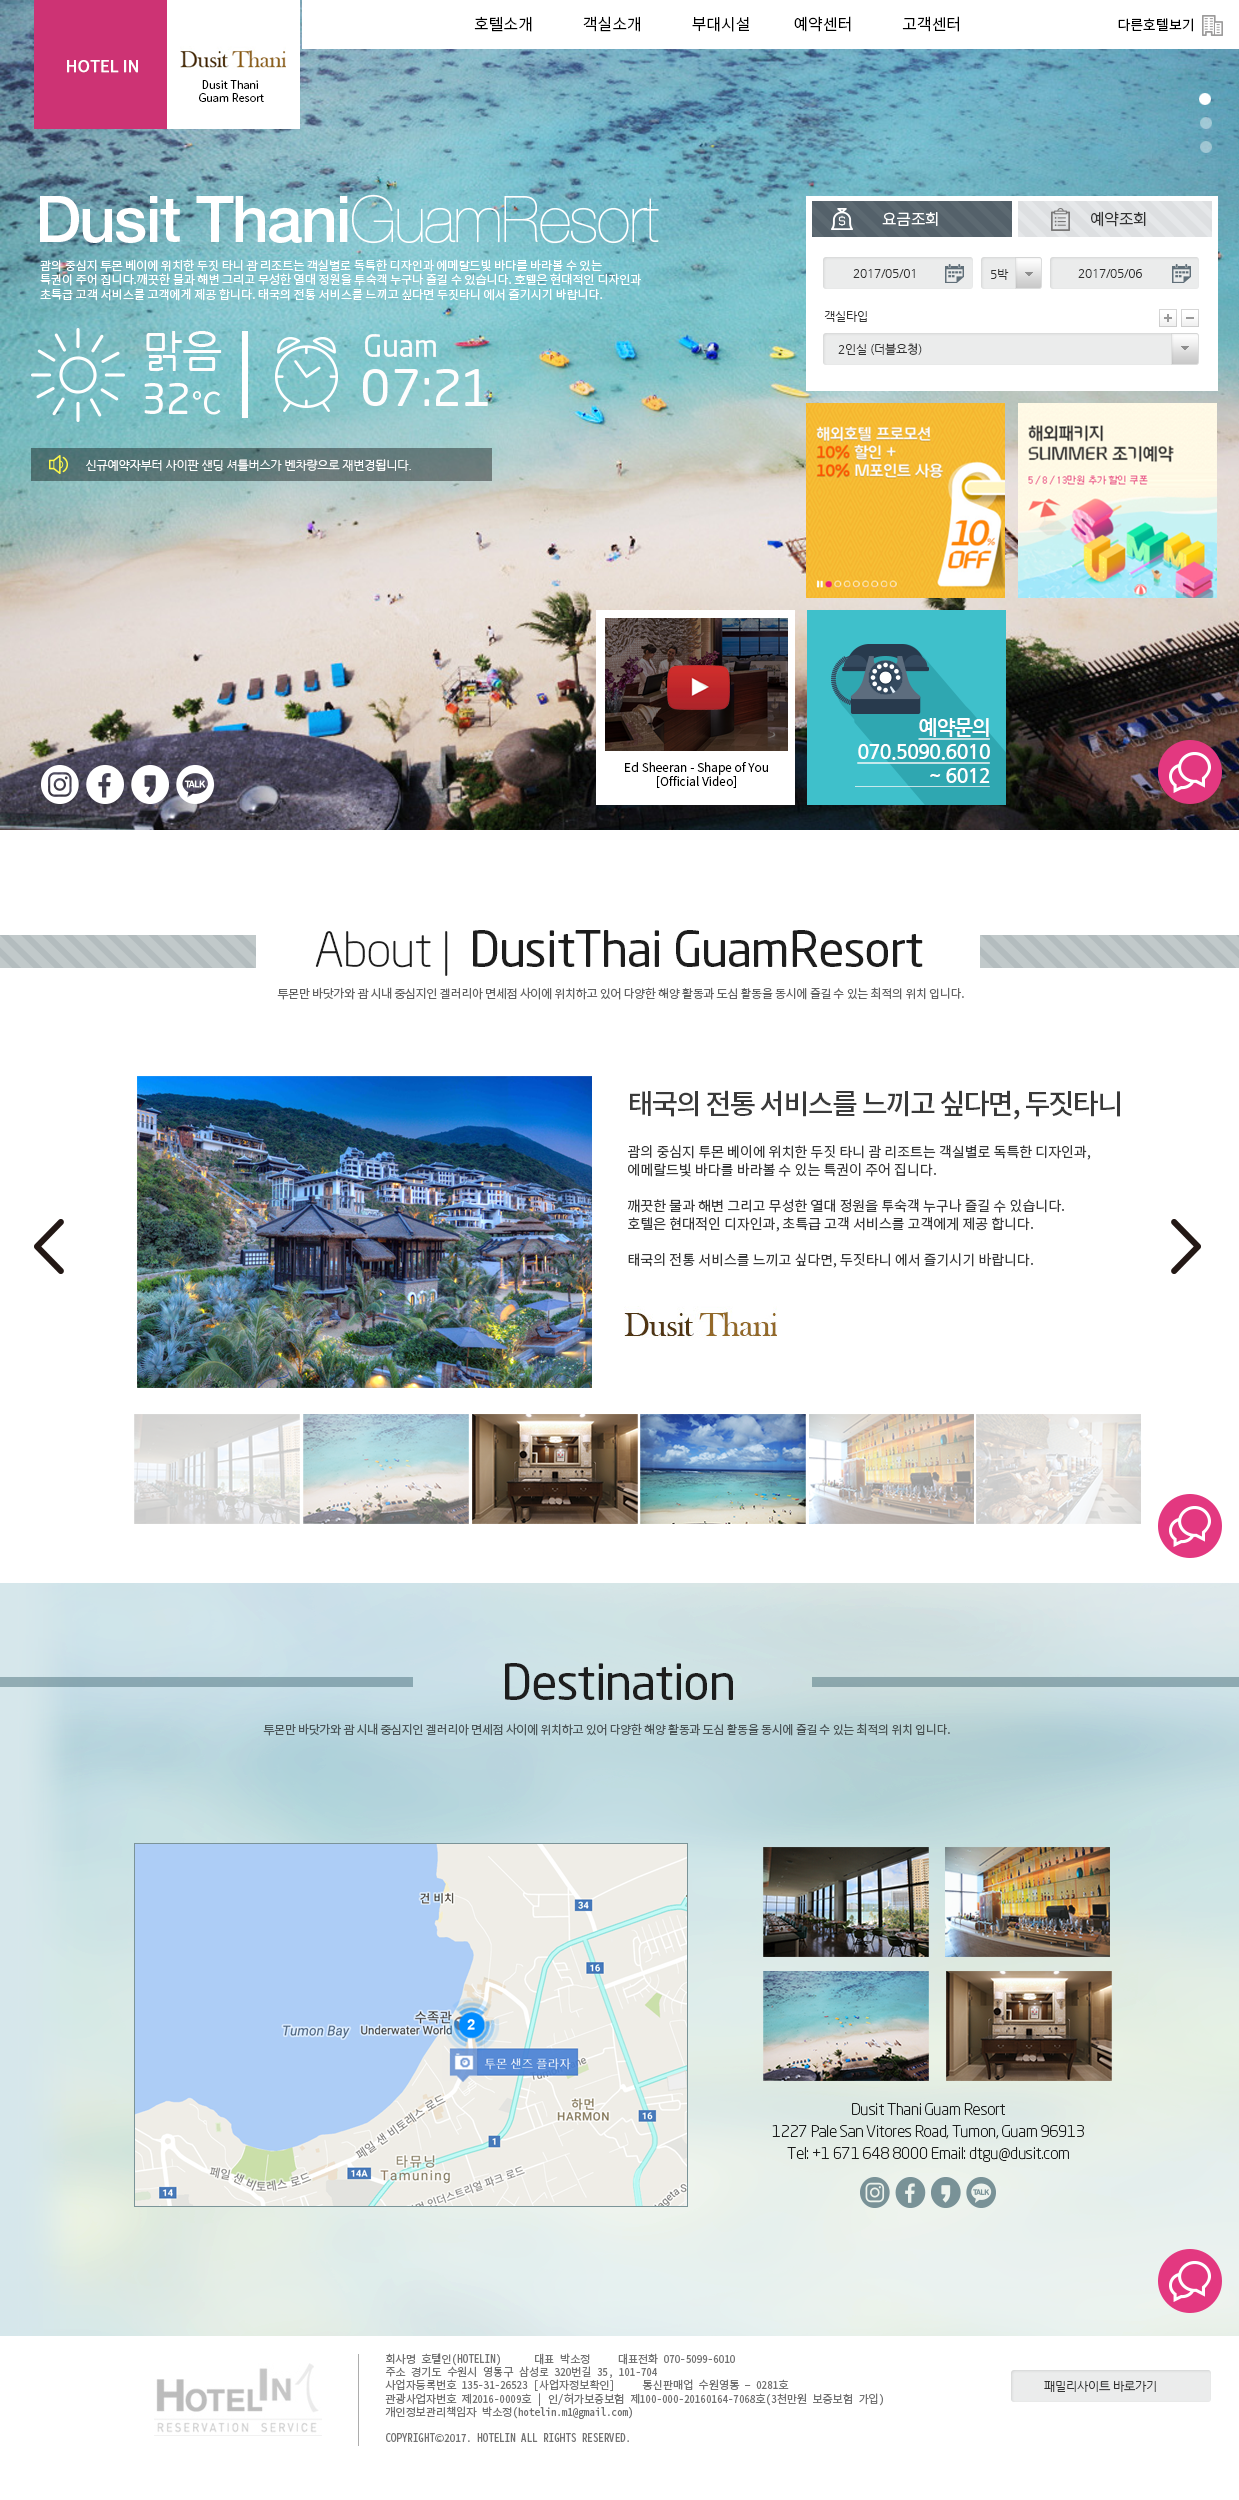 HOTEL IN
Dusit Thani
Dusit Thani
Guam Resort
호텔소개
객실소개
부대시설
예약센터
고객센터
다른호텔보기
Dusit ThaniGuamResort
괌의 중심지 투몬 베이에 위치한 두짓 타니 괌 리조트는 객실별로 독특한 디자인과 에메랄드빛 바다를 바라볼 수 있는
특권이 주어 집니다.깨끗한 물과 해변 그리고 무성한 열대 정원을 투숙객 누구나 즐길 수 있습니다. 호텔은 현대적인 디자인과
초특급 고객 서비스를 고객에게 제공 합니다. 태국의 전통 서비스를 느끼고 싶다면 두짓타니 에서 즐기시기 바랍니다.
맑음
32°C
Guam
07:21
신규예약자부터 사이판 샌딩 셔틀버스가 벤차량으로 재변경됩니다.
요금조회
예약조회
2017/05/01
5박
2017/05/06
객실타입
2인실 (더블요청)
해외호텔 프로모션
10% 할인 +
10% M포인트 사용
10%
OFF
해외패키지
SUMMER 조기예약
5 / 8 / 13만원 추가 할인 쿠폰
Ed Sheeran - Shape of You
[Official Video]
예약문의
070.5090.6010
~ 6012
TALK
About | DusitThai GuamResort
투몬만 바닷가와 괌 시내 중심지인 겔러리아 면세점 사이에 위치하고 있어 다양한 해양 활동과 도심 활동을 동시에 즐길 수 있는 최적의 위치 입니다.
태국의 전통 서비스를 느끼고 싶다면, 두짓타니
괌의 중심지 투몬 베이에 위치한 두짓 타니 괌 리조트는 객실별로 독특한 디자인과,
에메랄드빛 바다를 바라볼 수 있는 특권이 주어 집니다.
깨끗한 물과 해변 그리고 무성한 열대 정원을 투숙객 누구나 즐길 수 있습니다.
호텔은 현대적인 디자인과, 초특급 고객 서비스를 고객에게 제공 합니다.
태국의 전통 서비스를 느끼고 싶다면, 두짓타니 에서 즐기시기 바랍니다.
Dusit Thani
Destination
투몬만 바닷가와 괌 시내 중심지인 겔러리아 면세점 사이에 위치하고 있어 다양한 해양 활동과 도심 활동을 동시에 즐길 수 있는 최적의 위치 입니다.
건 비치
34
16
수족관
Underwater World
2
Tumon Bay
투몬 샌즈 플라자
하먼
HARMON
16
페일 샌 비토레스 로드
1
타무닝
Tamuning
14A
페일 샌 비토레스 로드
14
인더스트리얼 파크 로드
Dusit Thani Guam Resort
1227 Pale San Vitores Road, Tumon, Guam 96913
Tel: +1 671 648 8000 Email: dtgu@dusit.com
TALK
HOTELIN
RESERVATION SERVICE
회사명 호텔인(HOTELIN) 대표 박소정 대표전화 070-5099-6010
주소 경기도 수원시 영통구 삼성로 320번길 35, 101-704
사업자등록번호 135-31-26523 [사업자정보확인] 통신판매업 수원영통 – 0281호
관광사업자번호 제2016-0009호 | 인/허가보증보험 제100-000-20160164-7068호(3천만원 보증보험 가입)
개인정보관리책임자 박소정(hotelin.m1@gmail.com)
COPYRIGHT©2017. HOTELIN ALL RIGHTS RESERVED.
패밀리사이트 바로가기